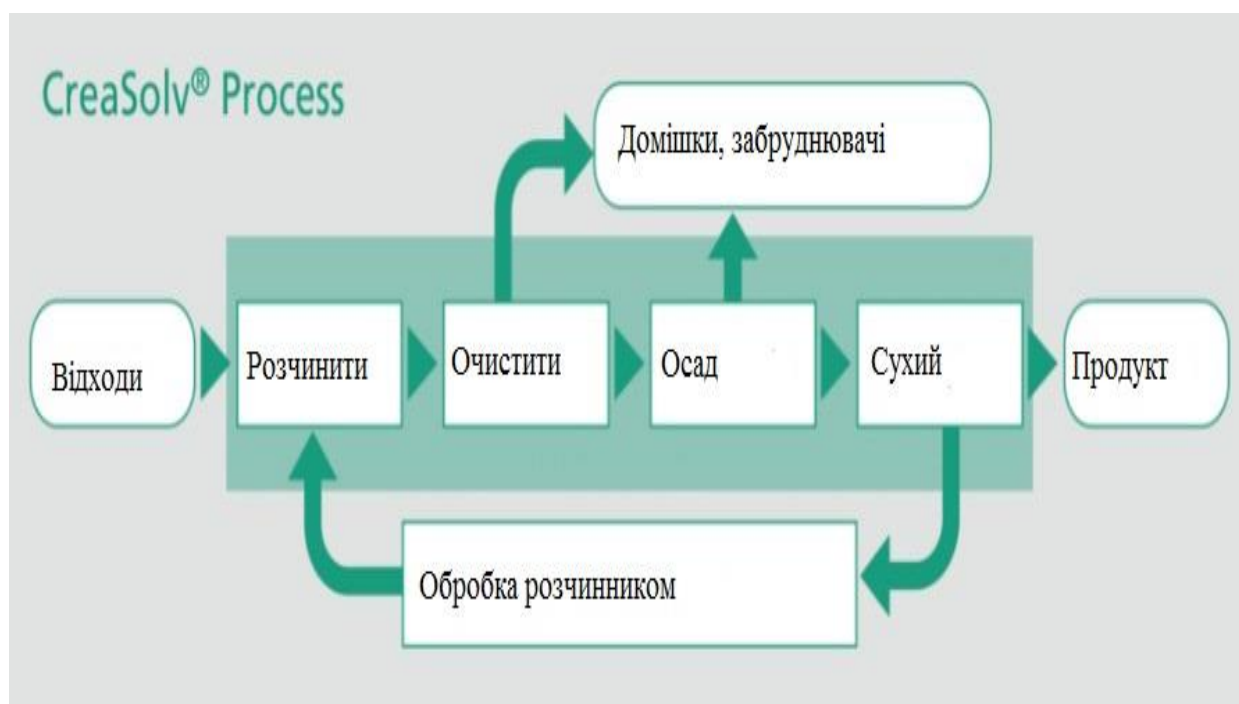 CreaSolv® Process
Домішки, забруднювачі
Відходи
Розчинити
Очистити
Осад
Сухий
Продукт
Обробка розчинником